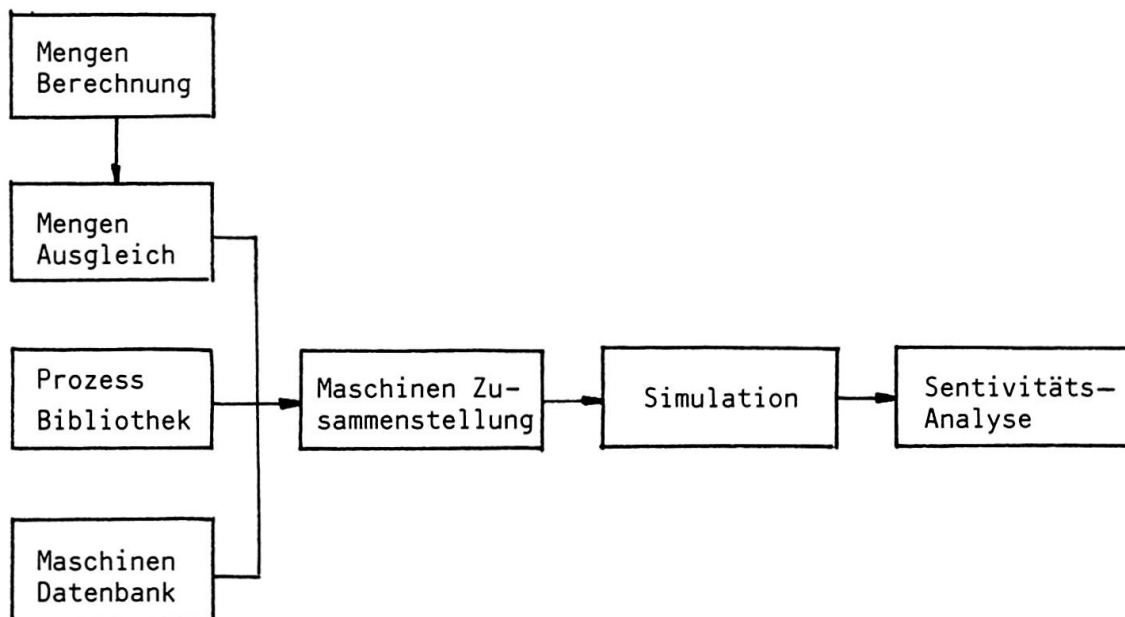 Mengen
Berechnung
Mengen
Ausgleich
Prozess
Bibliothek
Maschinen
Datenbank
Maschinen Zu-
sammenstellung
Simulation
Sentivitäts-
Analyse